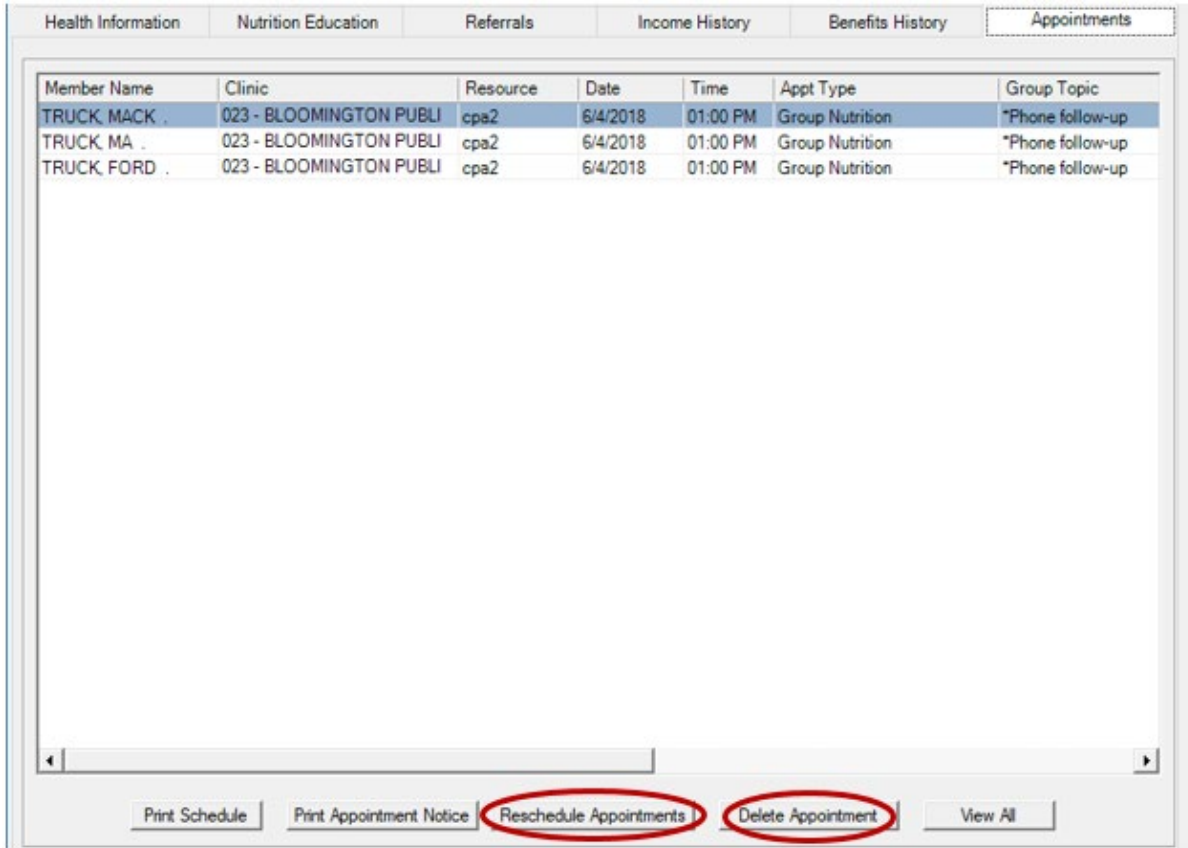 Health Information Nutrition Education Referrals Income History Benefits History Appointments
Member Name Clinic Resource Date Time Appt Type Group Topic
TRUCK, MACK . 023 - BLOOMINGTON PUBLI cpa2 6/4/2018 01:00 PM Group Nutrition *Phone follow-up
TRUCK, MA . 023 - BLOOMINGTON PUBLI cpa2 6/4/2018 01:00 PM Group Nutrition *Phone follow-up
TRUCK, FORD . 023 - BLOOMINGTON PUBLI cpa2 6/4/2018 01:00 PM Group Nutrition *Phone follow-up
Print Schedule Print Appointment Notice Reschedule Appointments Delete Appointment View All